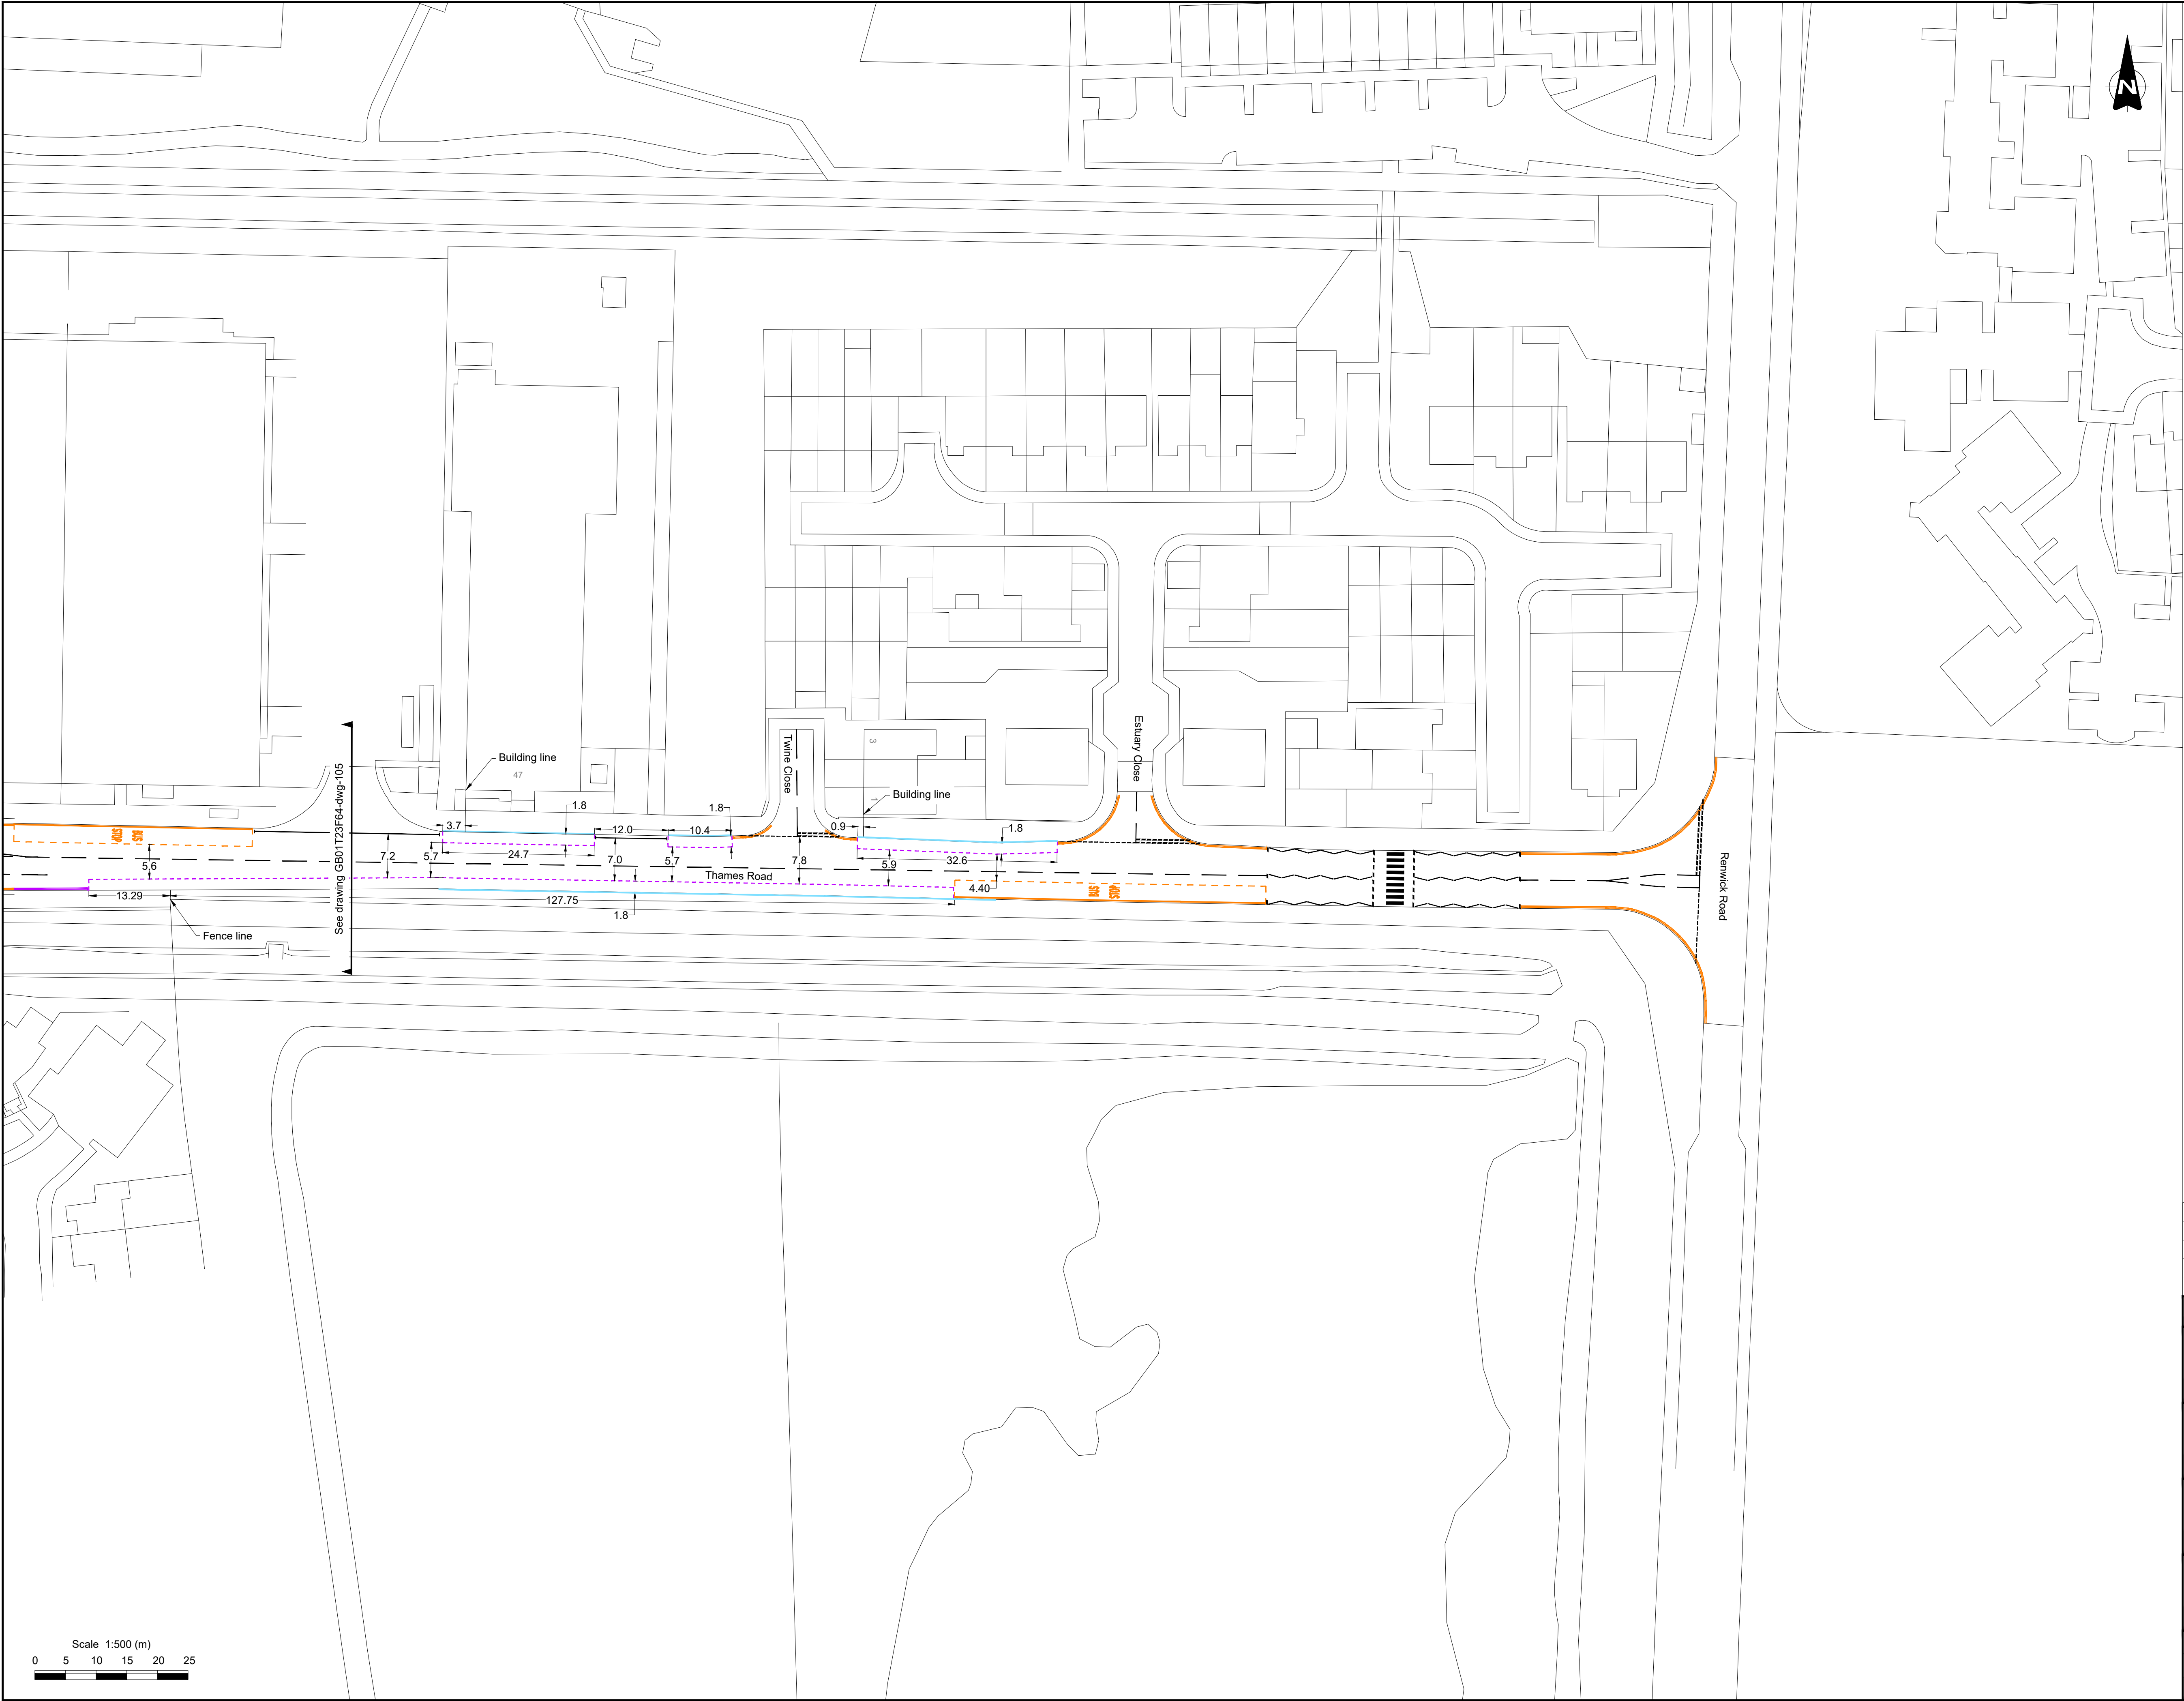 N
Twine Close
Estuary Close
3
1
Building line
47
Building line
See drawing GB01T23F64-dwg-105
1.8
1.8
3.7
12.0
10.4
0.9
1.8
BUS
STOP
7.2
5.7
24.7
7.0
5.7
7.8
5.9
32.6
5.6
Thames Road
4.40
BUS
STOP
Renwick Road
13.29
127.75
1.8
Fence line
Scale 1:500 (m)
0 5 10 15 20 25